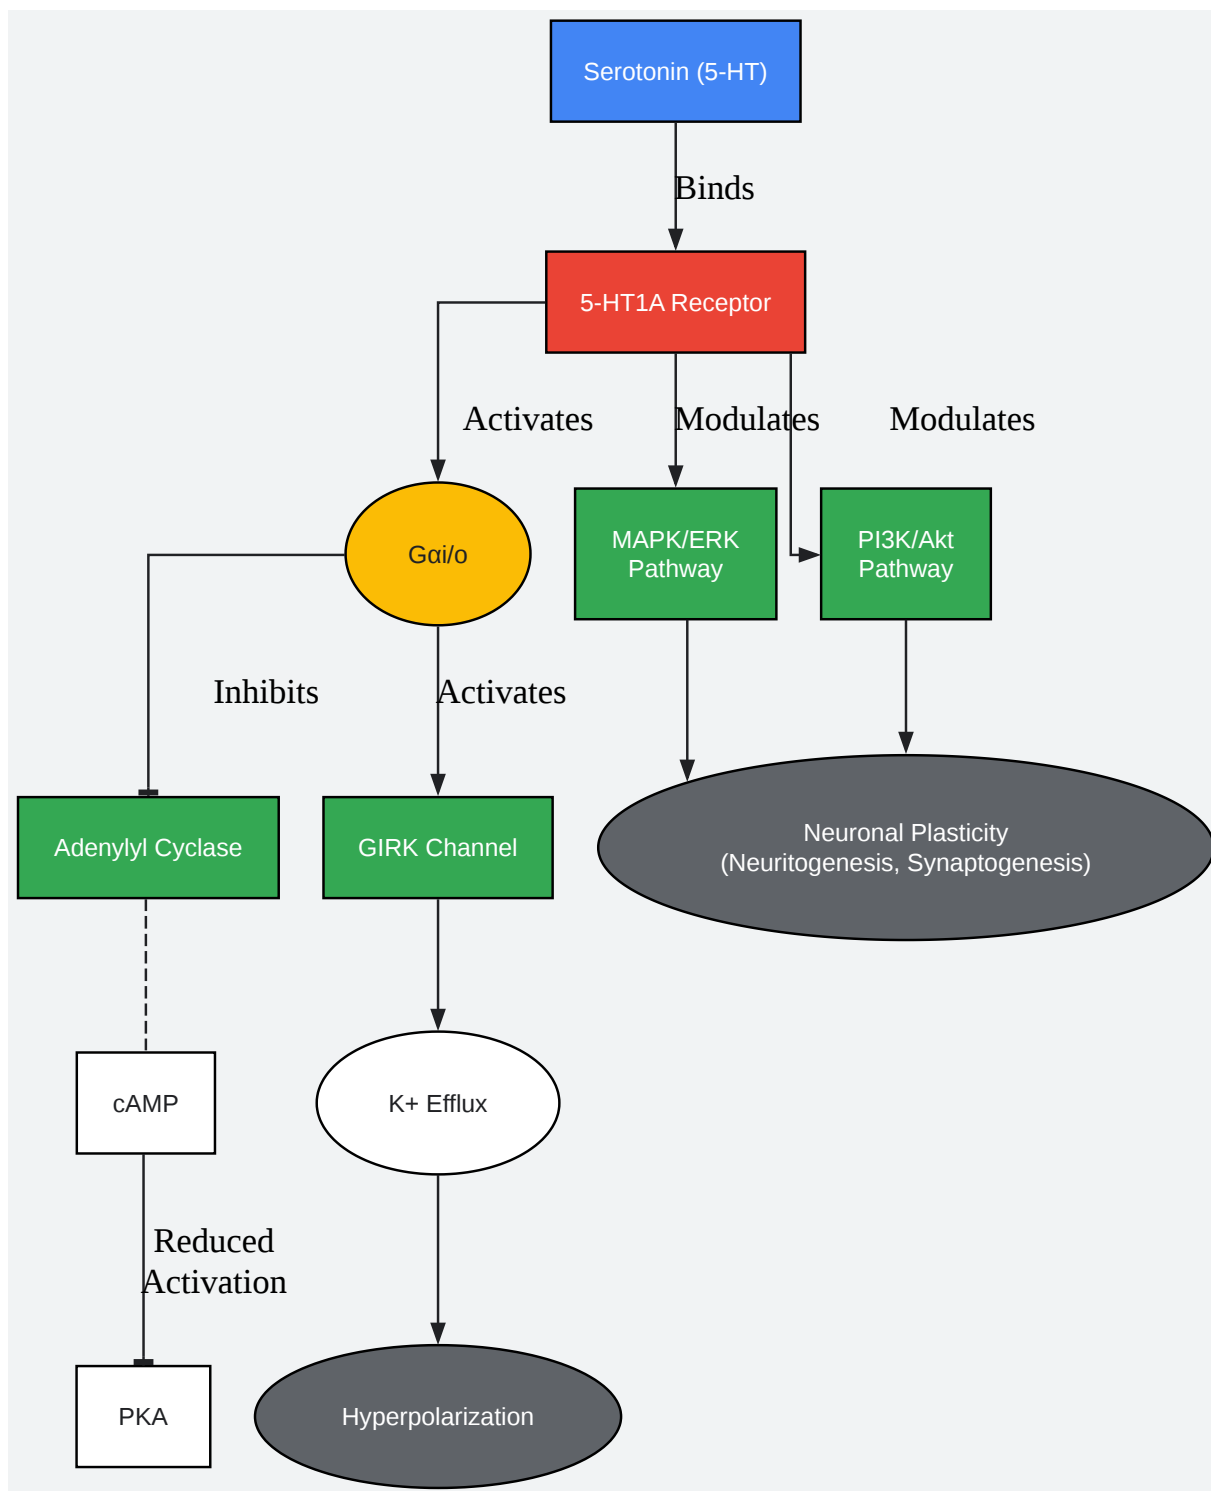 Serotonin (5-HT)
Binds
5-HT1A Receptor
Activates
Modulates
Modulates
Gαi/o
MAPK/ERK
Pathway
PI3K/Akt
Pathway
Inhibits
Activates
Adenylyl Cyclase
GIRK Channel
Neuronal Plasticity
(Neuritogenesis, Synaptogenesis)
cAMP
K+ Efflux
Reduced
Activation
PKA
Hyperpolarization